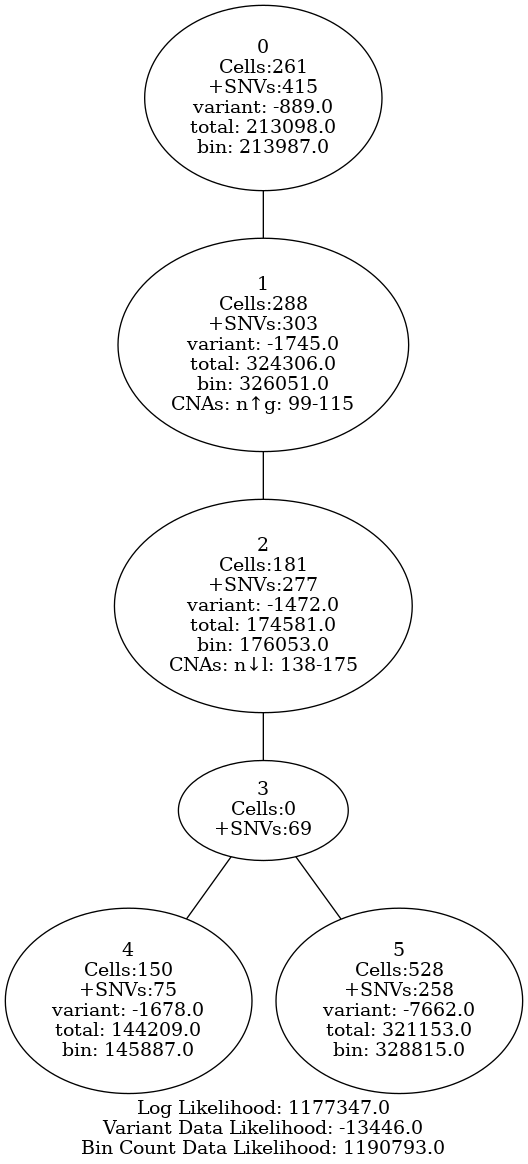 0
Cells:261
+SNVs:415
variant: -889.0
total: 213098.0
bin: 213987.0
1
Cells:288
+SNVs:303
variant: -1745.0
total: 324306.0
bin: 326051.0
CNAs: n↑g: 99-115
2
Cells:181
+SNVs:277
variant: -1472.0
total: 174581.0
bin: 176053.0
CNAs: n↓l: 138-175
3
Cells:0
+SNVs:69
4
Cells:150
+SNVs:75
variant: -1678.0
total: 144209.0
bin: 145887.0
5
Cells:528
+SNVs:258
variant: -7662.0
total: 321153.0
bin: 328815.0
Log Likelihood: 1177347.0
Variant Data Likelihood: -13446.0
Bin Count Data Likelihood: 1190793.0